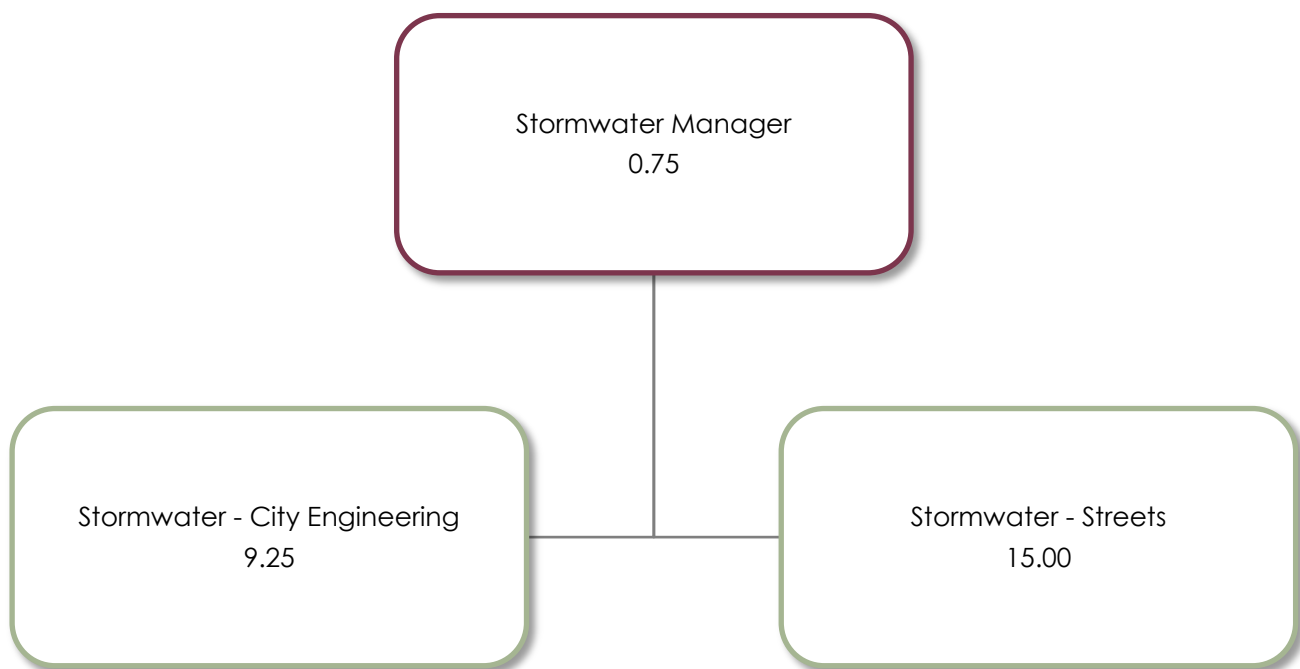 Stormwater Manager
0.75
Stormwater - City Engineering
9.25
Stormwater - Streets
15.00